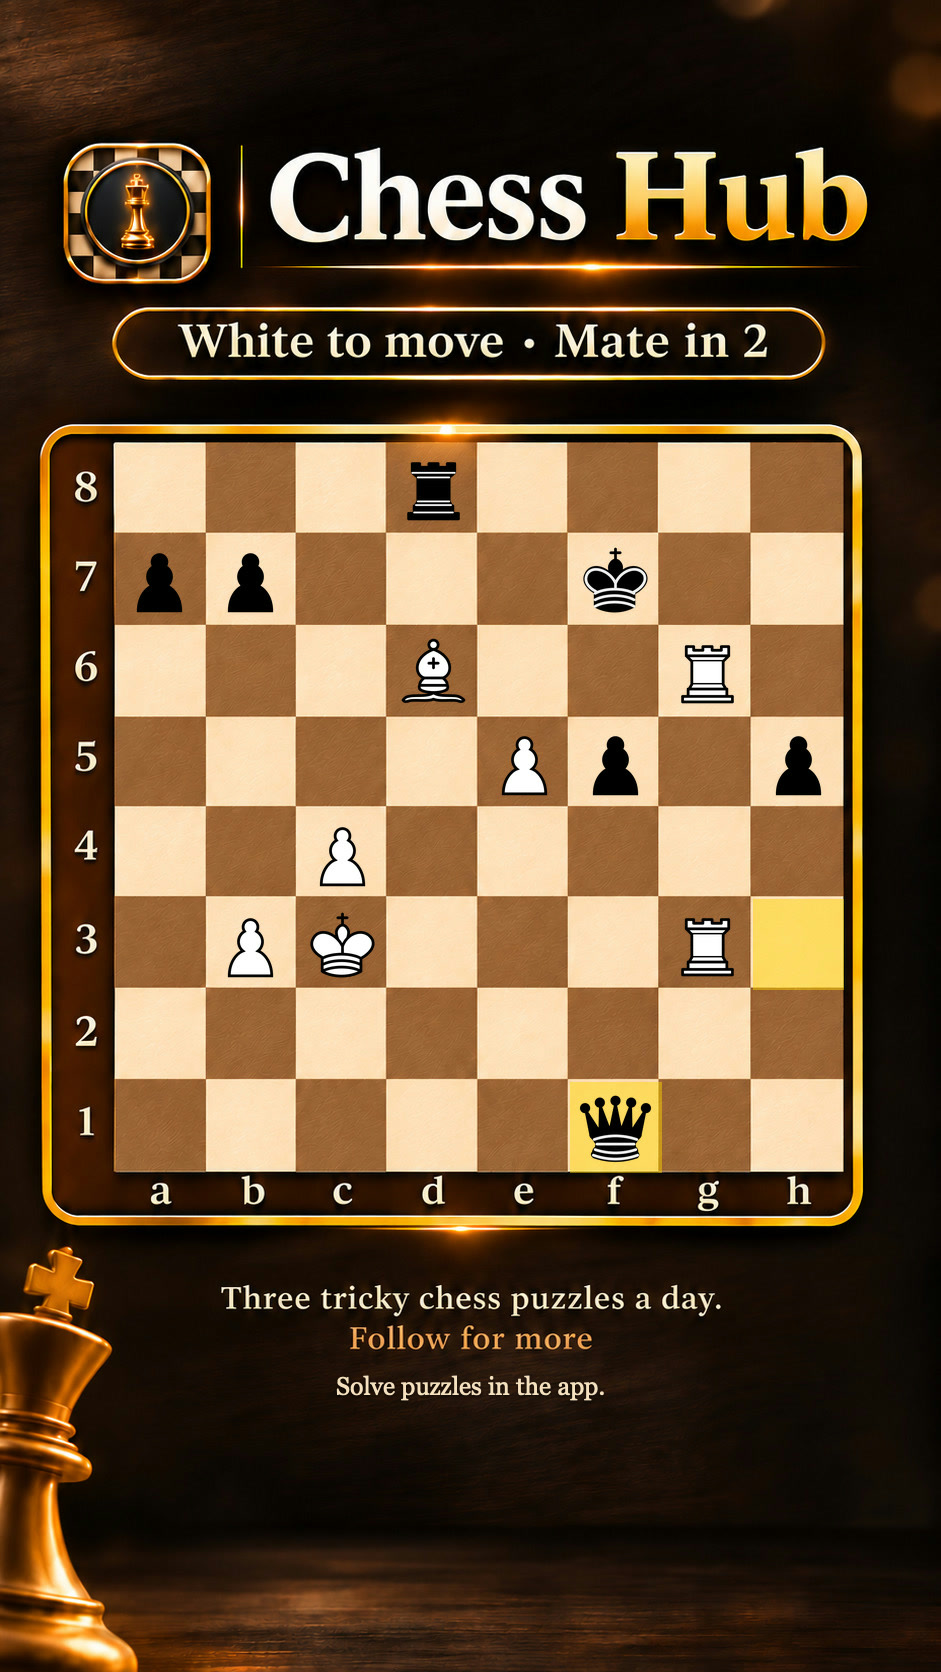 Chess Hub
White to move · Mate in 2
8
7
6
5
4
3
2
1
a b c d e f g h
Three tricky chess puzzles a day.
Follow for more
Solve puzzles in the app.